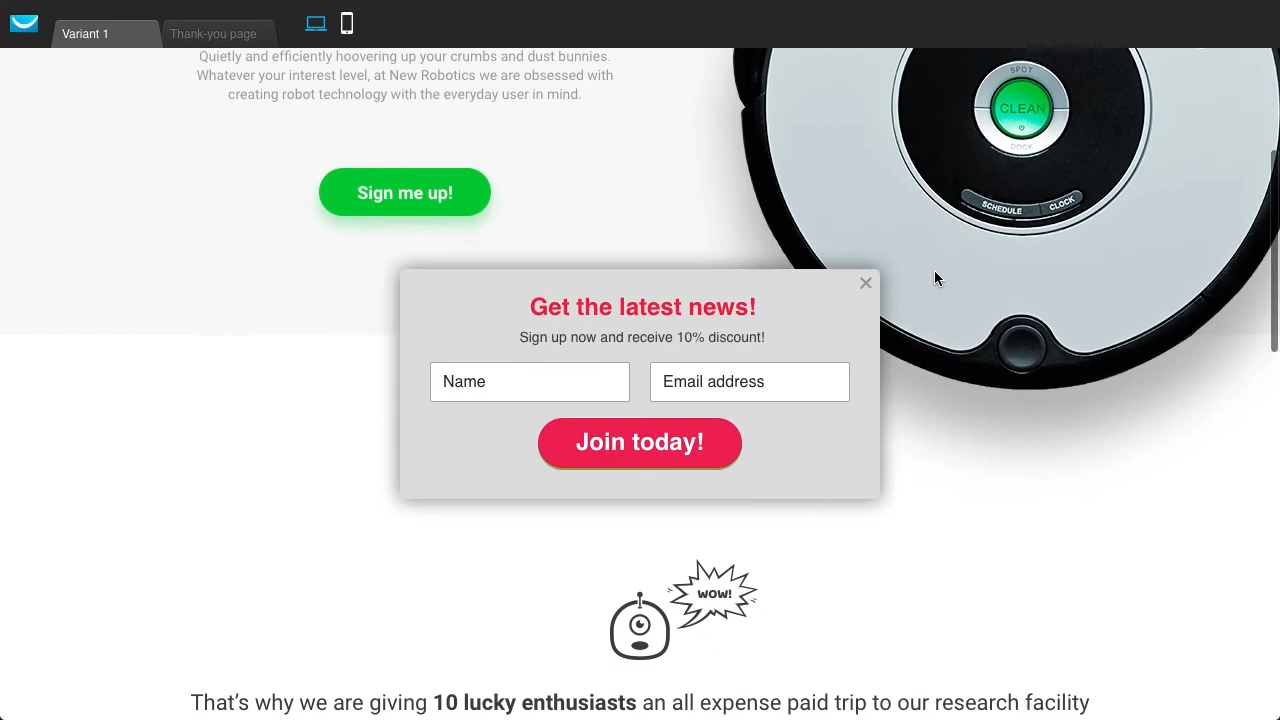 Variant 1
Thank-you page
Quietly and efficiently hoovering up your crumbs and dust bunnies.
Whatever your interest level, at New Robotics we are obsessed with
creating robot technology with the everyday user in mind.
SPOT
CLEAN
DOCK
SCHEDULE
CLOCK
Sign me up!
Get the latest news!
Sign up now and receive 10% discount!
Name
Email address
Join today!
WOW!
That’s why we are giving 10 lucky enthusiasts an all expense paid trip to our research facility